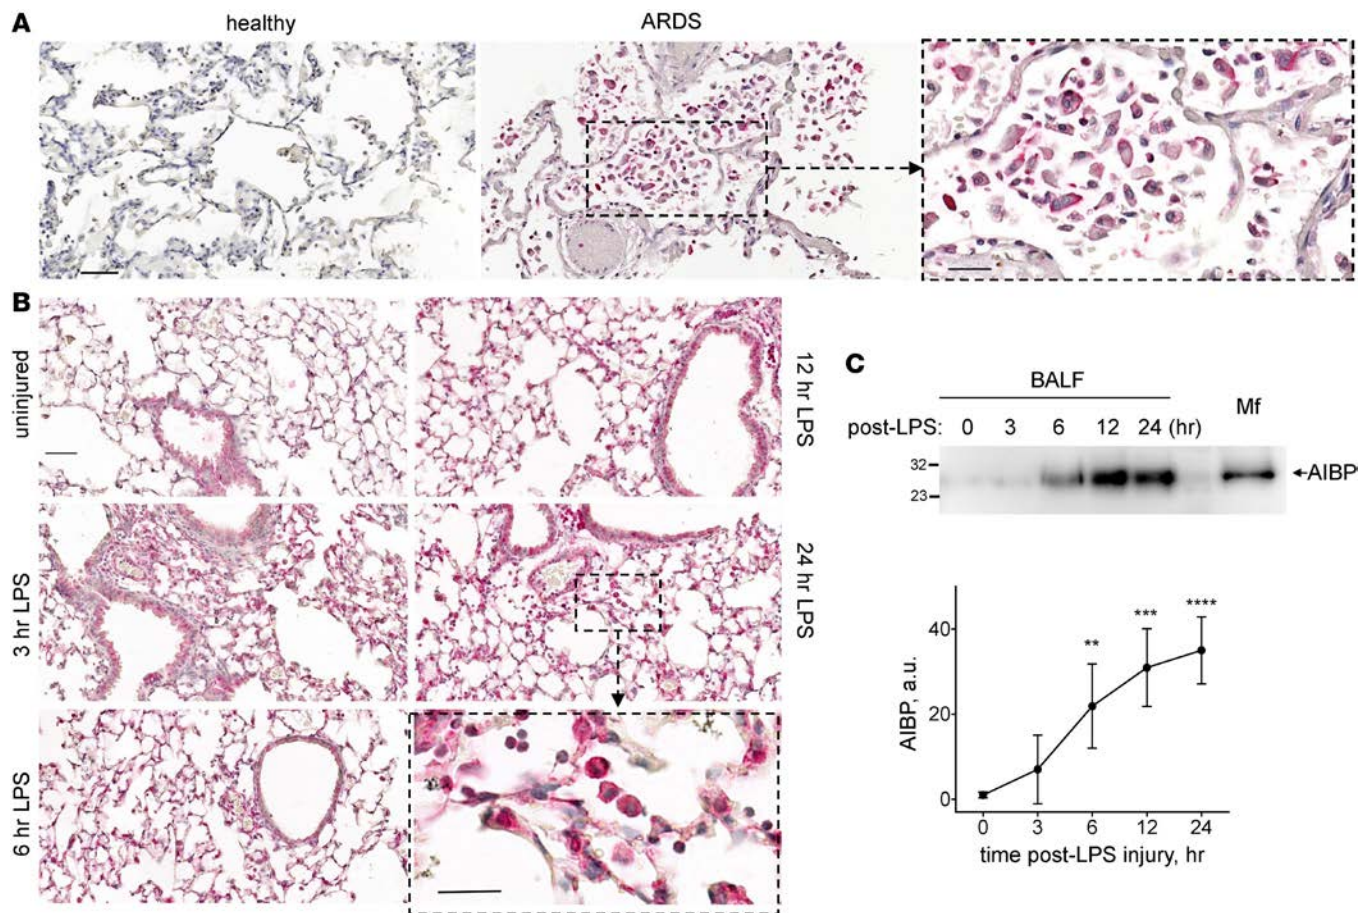 A
healthy
ARDS
B
uninjured
12 hr LPS
3 hr LPS
24 hr LPS
6 hr LPS
C
BALF
Mf
post-LPS: 0 3 6 12 24 (hr)
32
23
AIBP
**
***
****
40
20
0
AIBP, a.u.
0 3 6 12 24
time post-LPS injury, hr